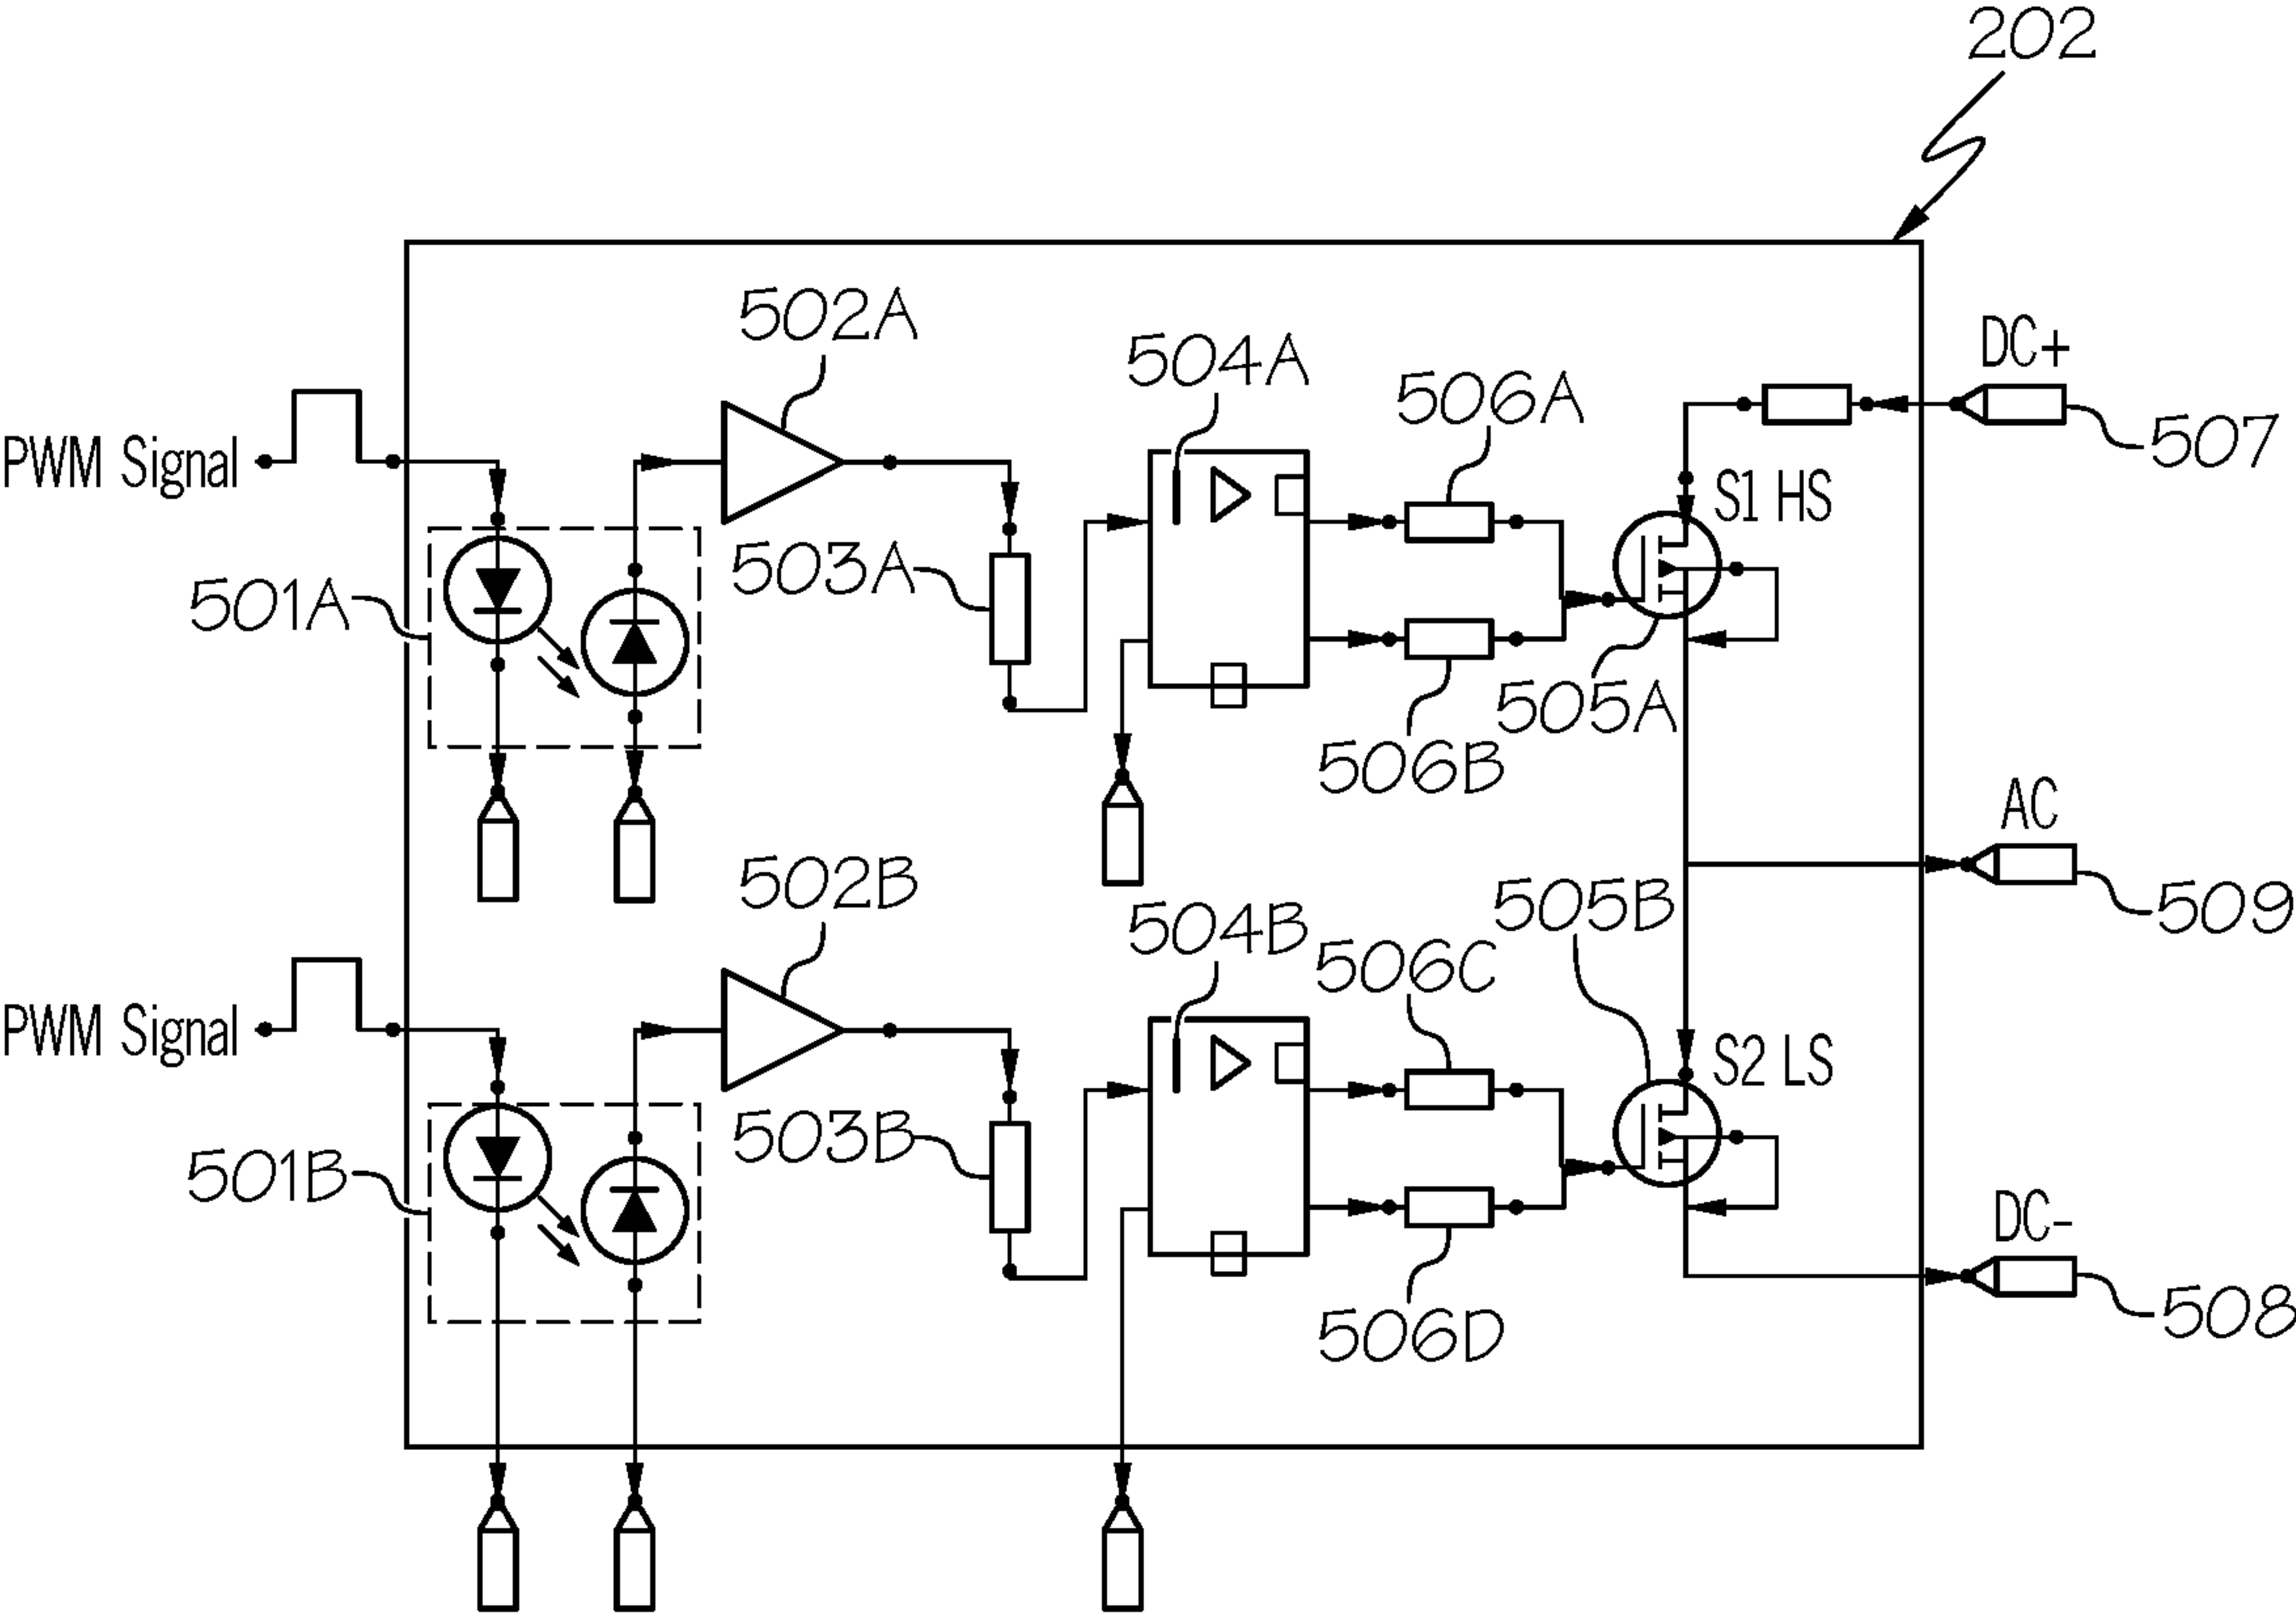 202
502A
DC+
504A
506A
507
PWM Signal
S1 HS
503A
501A
505A
506B
AC
502B
505B
509
504B
506C
PWM Signal
S2 LS
503B
501B
DC-
508
506D